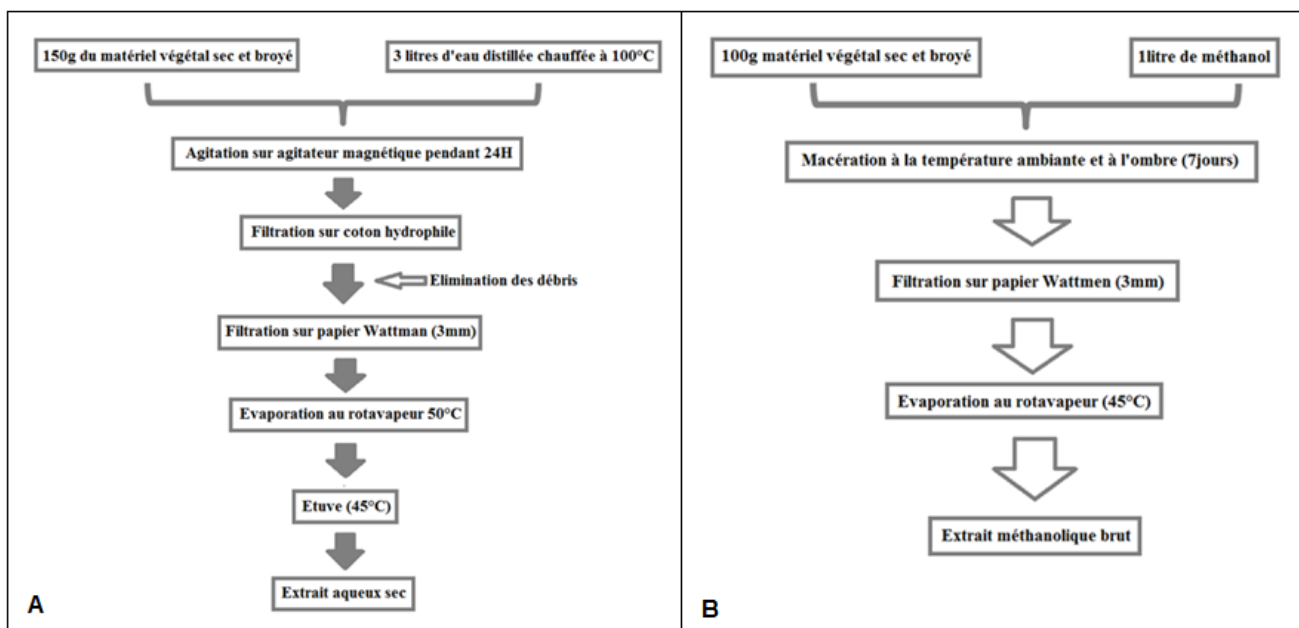 150g du matériel végétal sec et broyé
3 litres d'eau distillée chauffée à 100°C
Agitation sur agitateur magnétique pendant 24H
Filtration sur coton hydrophile
Elimination des débris
Filtration sur papier Wattman (3mm)
Evaporation au rotavapeur 50°C
Etuve (45°C)
Extrait aqueux sec
A
100g matériel végétal sec et broyé
1litre de méthanol
Macération à la température ambiante et à l'ombre (7jours)
Filtration sur papier Wattmen (3mm)
Evaporation au rotavapeur (45°C)
Extrait méthanolique brut
B